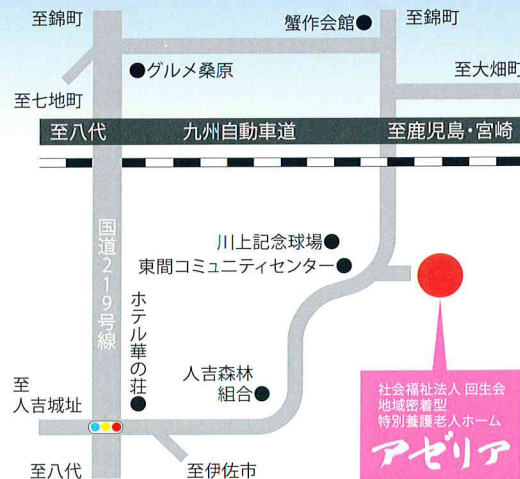 至錦町
蟹作会館
至錦町
グルメ桑原
至大畑町
至七地町
至八代
九州自動車道
至鹿児島・宮崎
国道219号線
川上記念球場
東間コミュニティセンター
ホテル華の荘
人吉森林
組合
至
人吉城址
社会福祉法人 回生会
地域密着型
特別養護老人ホーム
アゼリア
至八代
至伊佐市